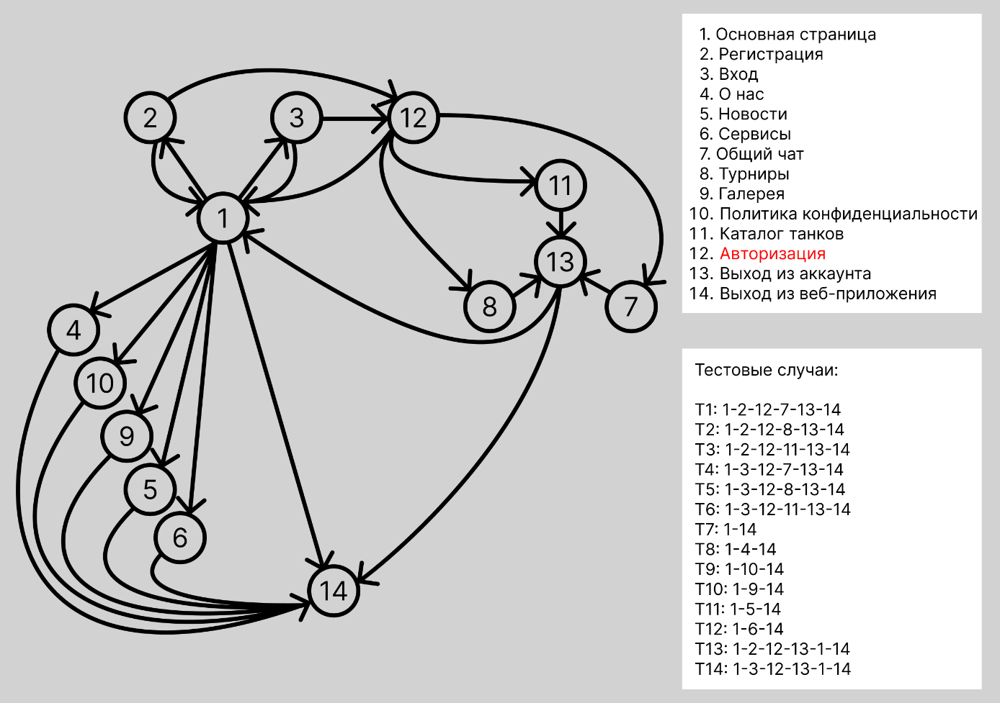 2
3
12
11
1
13
8
7
4
10
9
5
6
14
1. Основная страница
2. Регистрация
3. Вход
4. О нас
5. Новости
6. Сервисы
7. Общий чат
8. Турниры
9. Галерея
10. Политика конфиденциальности
11. Каталог танков
12. Авторизация
13. Выход из аккаунта
14. Выход из веб-приложения
Тестовые случаи:
T1: 1-2-12-7-13-14
T2: 1-2-12-8-13-14
T3: 1-2-12-11-13-14
T4: 1-3-12-7-13-14
T5: 1-3-12-8-13-14
T6: 1-3-12-11-13-14
T7: 1-14
T8: 1-4-14
T9: 1-10-14
T10: 1-9-14
T11: 1-5-14
T12: 1-6-14
T13: 1-2-12-13-1-14
T14: 1-3-12-13-1-14